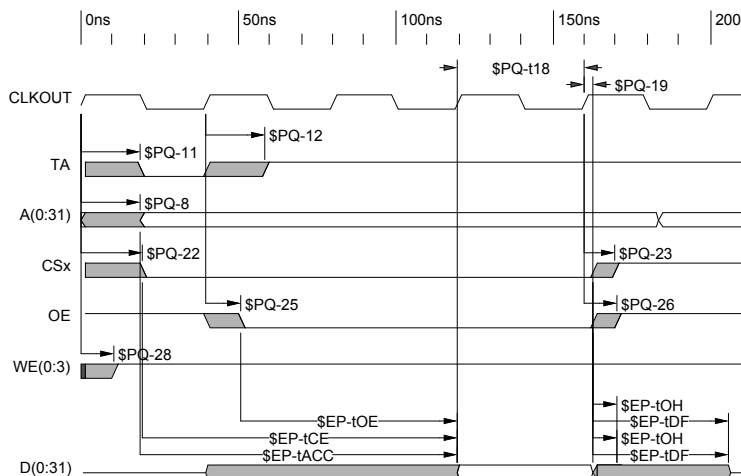 0ns 50ns 100ns 150ns 200
$PQ-t18
$PQ-19
CLKOUT
$PQ-12
$PQ-11
TA
$PQ-8
A(0:31)
$PQ-22 $PQ-23
CSx
$PQ-25 $PQ-26
OE
$PQ-28
WE(0:3)
$EP-tOH
$EP-tOE $EP-tDF
$EP-tCE $EP-tOH
$EP-tACC $EP-tDF
D(0:31)